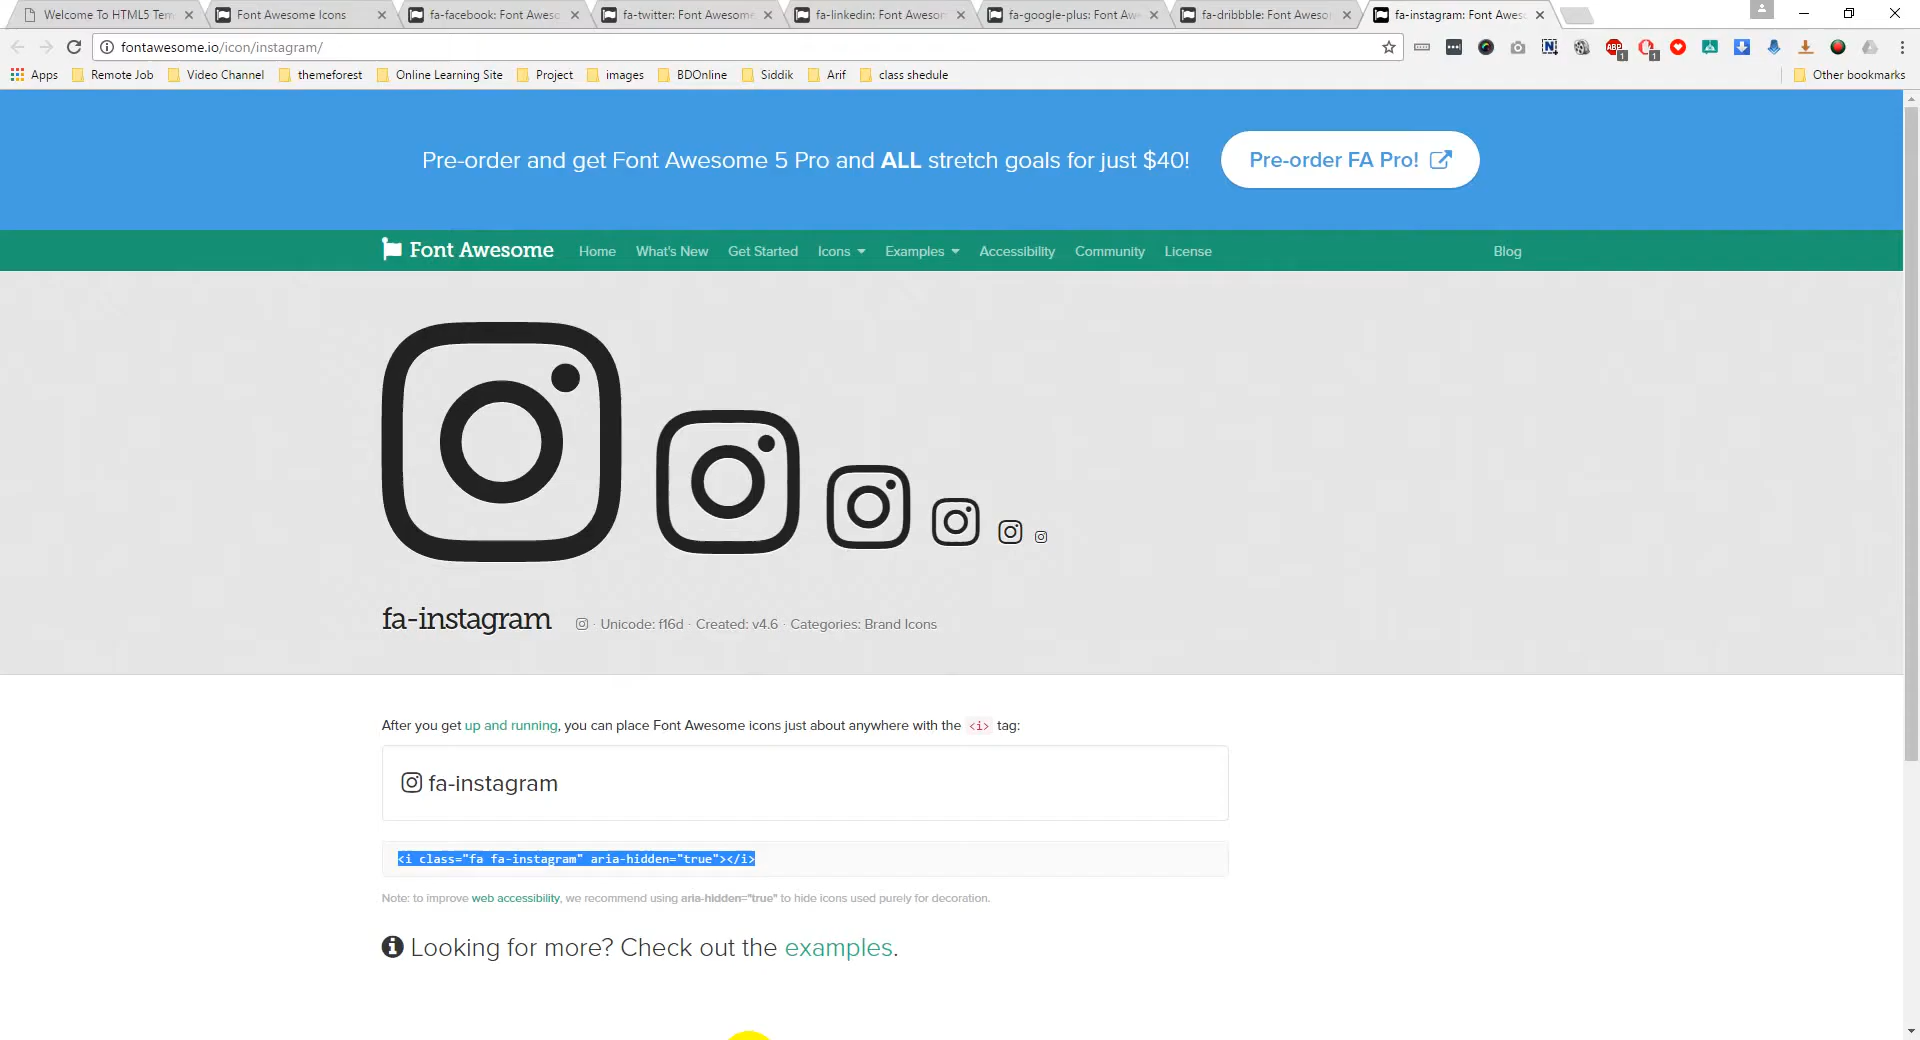 Welcome To HTML5 Tem
Font Awesome Icons
fa-facebook: Font Aweso
fa-twitter: Font Awesome
fa-linkedin: Font Awesom
fa-google-plus: Font Aw
fa-dribbble: Font Aweso
fa-instagram: Font Awes
fontawesome.io/icon/instagram/
Apps
Remote Job
Video Channel
themeforest
Online Learning Site
Project
images
BDOnline
Siddik
Arif
class shedule
Other bookmarks
ABP
1
1
Pre-order and get Font Awesome 5 Pro and ALL stretch goals for just $40!
Pre-order FA Pro!
Font Awesome
Home
What's New
Get Started
Icons
Examples
Accessibility
Community
License
Blog
fa-instagram
· Unicode: f16d · Created: v4.6 · Categories: Brand Icons
After you get up and running, you can place Font Awesome icons just about anywhere with the <i> tag:
fa-instagram
<i class="fa fa-instagram" aria-hidden="true"></i>
Note: to improve web accessibility, we recommend using aria-hidden="true" to hide icons used purely for decoration.
Looking for more? Check out the examples.